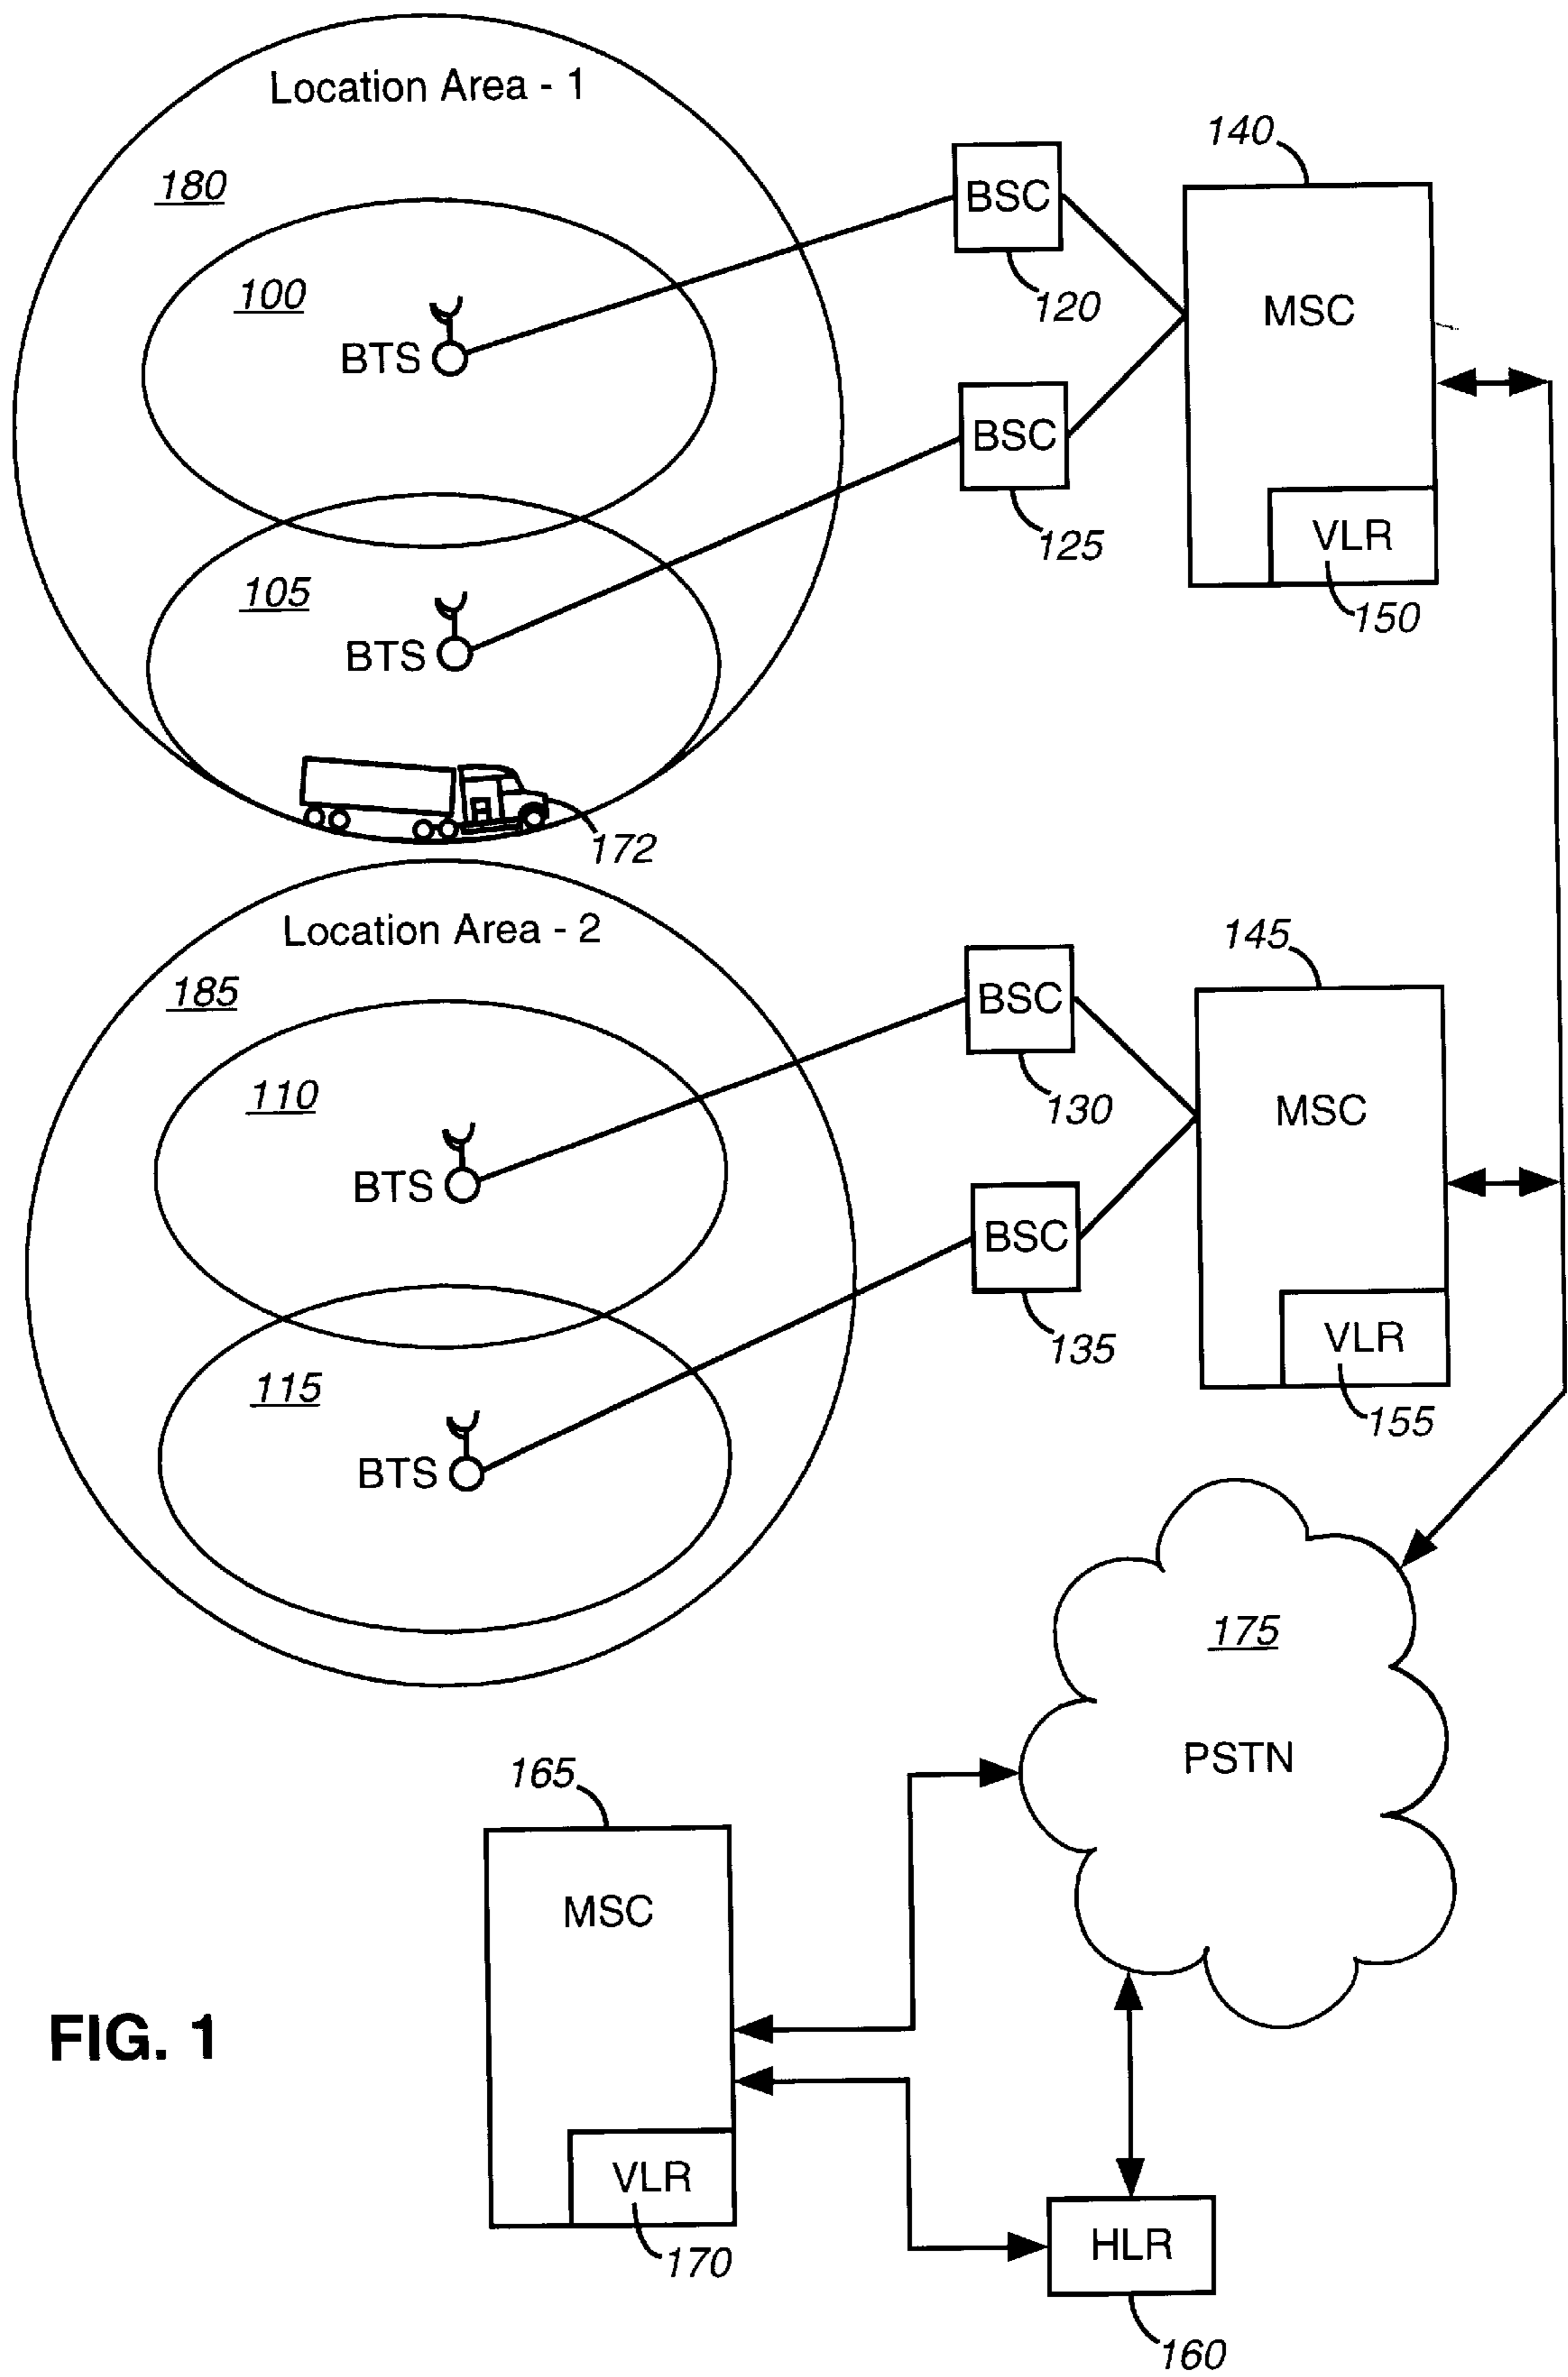 Location Area - 1
180
100
BTS
105
BTS
172
BSC
120
BSC
125
140
MSC
VLR
150
Location Area - 2
185
110
BTS
115
BTS
BSC
130
BSC
135
145
MSC
VLR
155
175
PSTN
165
MSC
VLR
170
HLR
160
FIG. 1